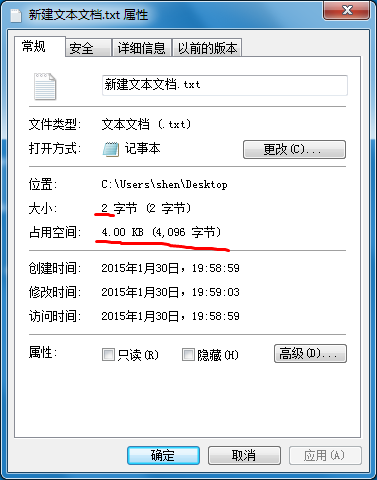 新建文本文档.txt 属性
常规 安全 详细信息 以前的版本
新建文本文档.txt
文件类型: 文本文档 (.txt)
打开方式: 记事本 更改(C)...
位置: C:\Users\shen\Desktop
大小: 2 字节 (2 字节)
占用空间: 4.00 KB (4,096 字节)
创建时间: 2015年1月30日，19:58:59
修改时间: 2015年1月30日，19:59:03
访问时间: 2015年1月30日，19:58:59
属性: 只读(R) 隐藏(H) 高级(D)...
确定 取消 应用(A)